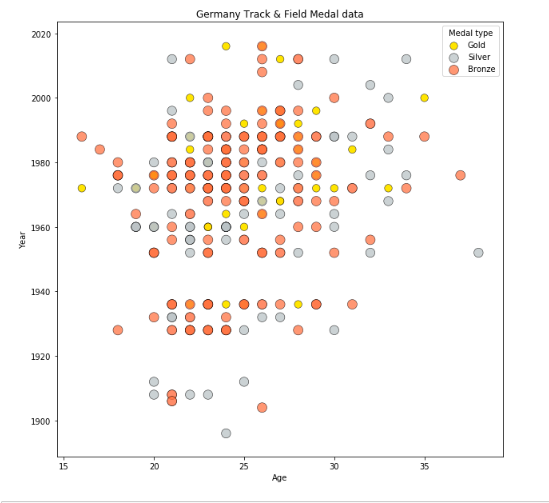 Germany Track & Field Medal data
2020
2000
1980
1960
1940
1920
1900
Year
Medal type
Gold
Silver
Bronze
15 20 25 30 35
Age